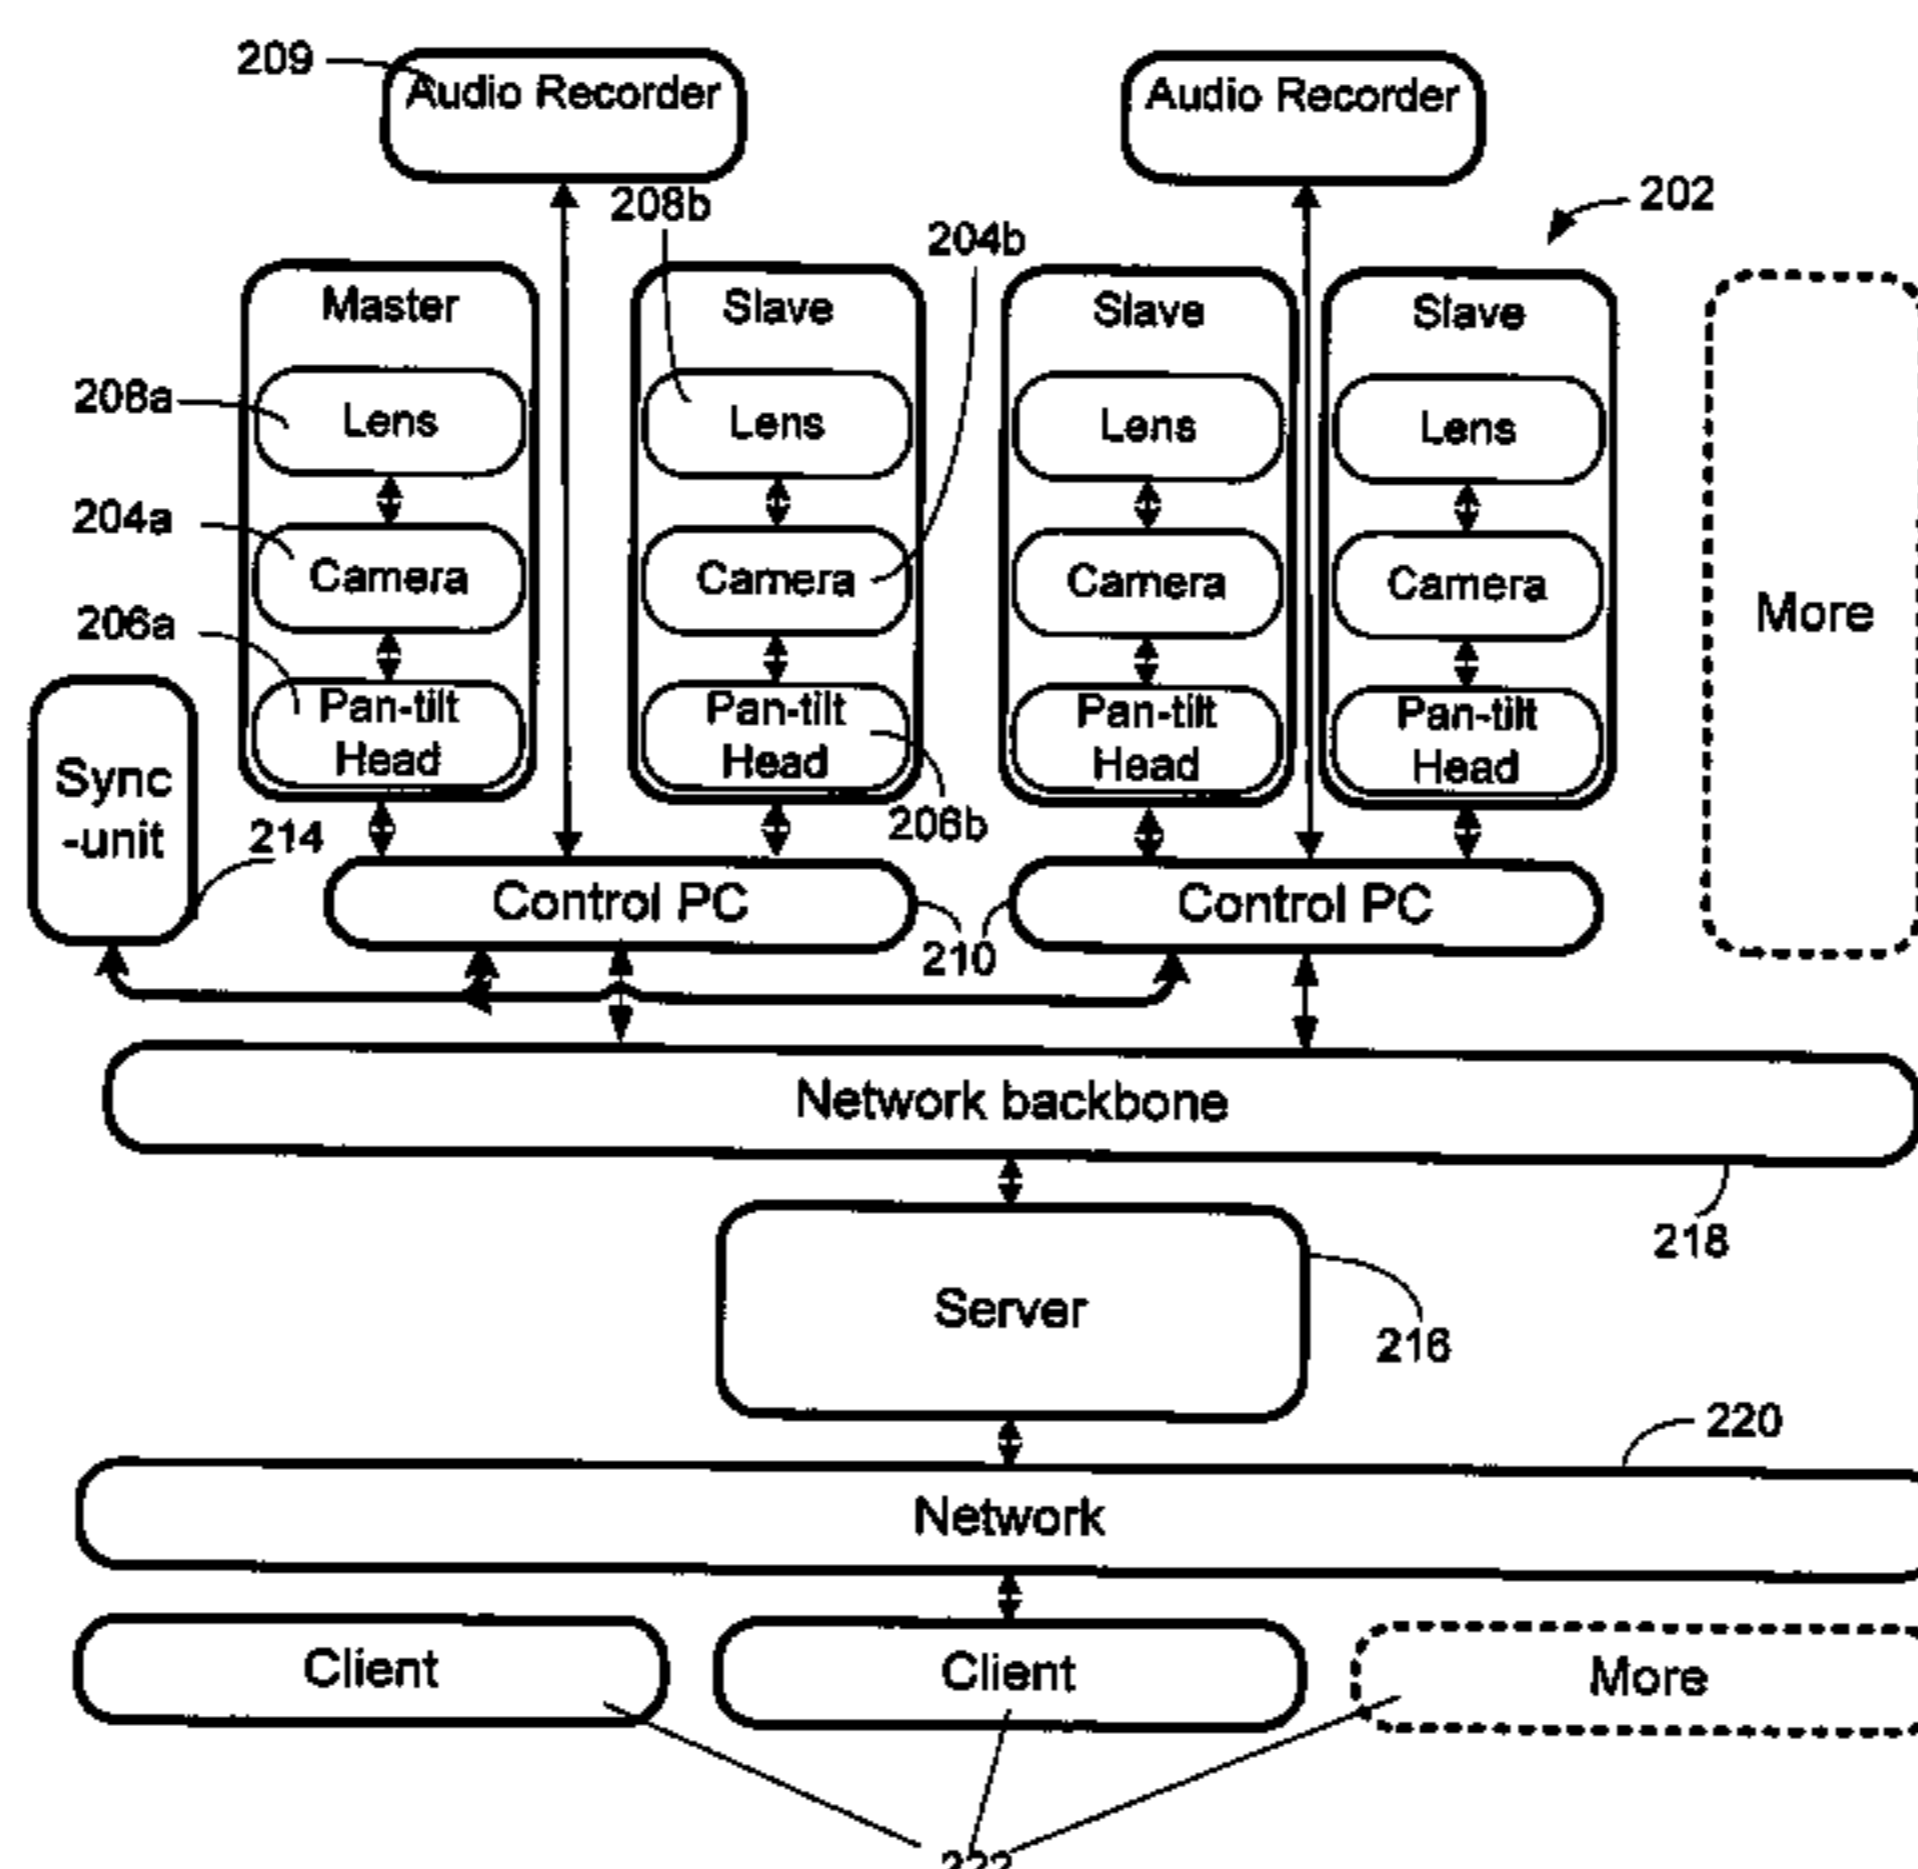 209
Audio Recorder
Audio Recorder
208b
202
204b
Master
Slave
Slave
Slave
208a
Lens
Lens
Lens
Lens
204a
Camera
Camera
Camera
Camera
More
206a
Pan-tilt
Head
Pan-tilt
Head
Pan-tilt
Head
Pan-tilt
Head
Sync
-unit
214
206b
Control PC
210
Control PC
Network backbone
218
Server
216
220
Network
Client
Client
More
222